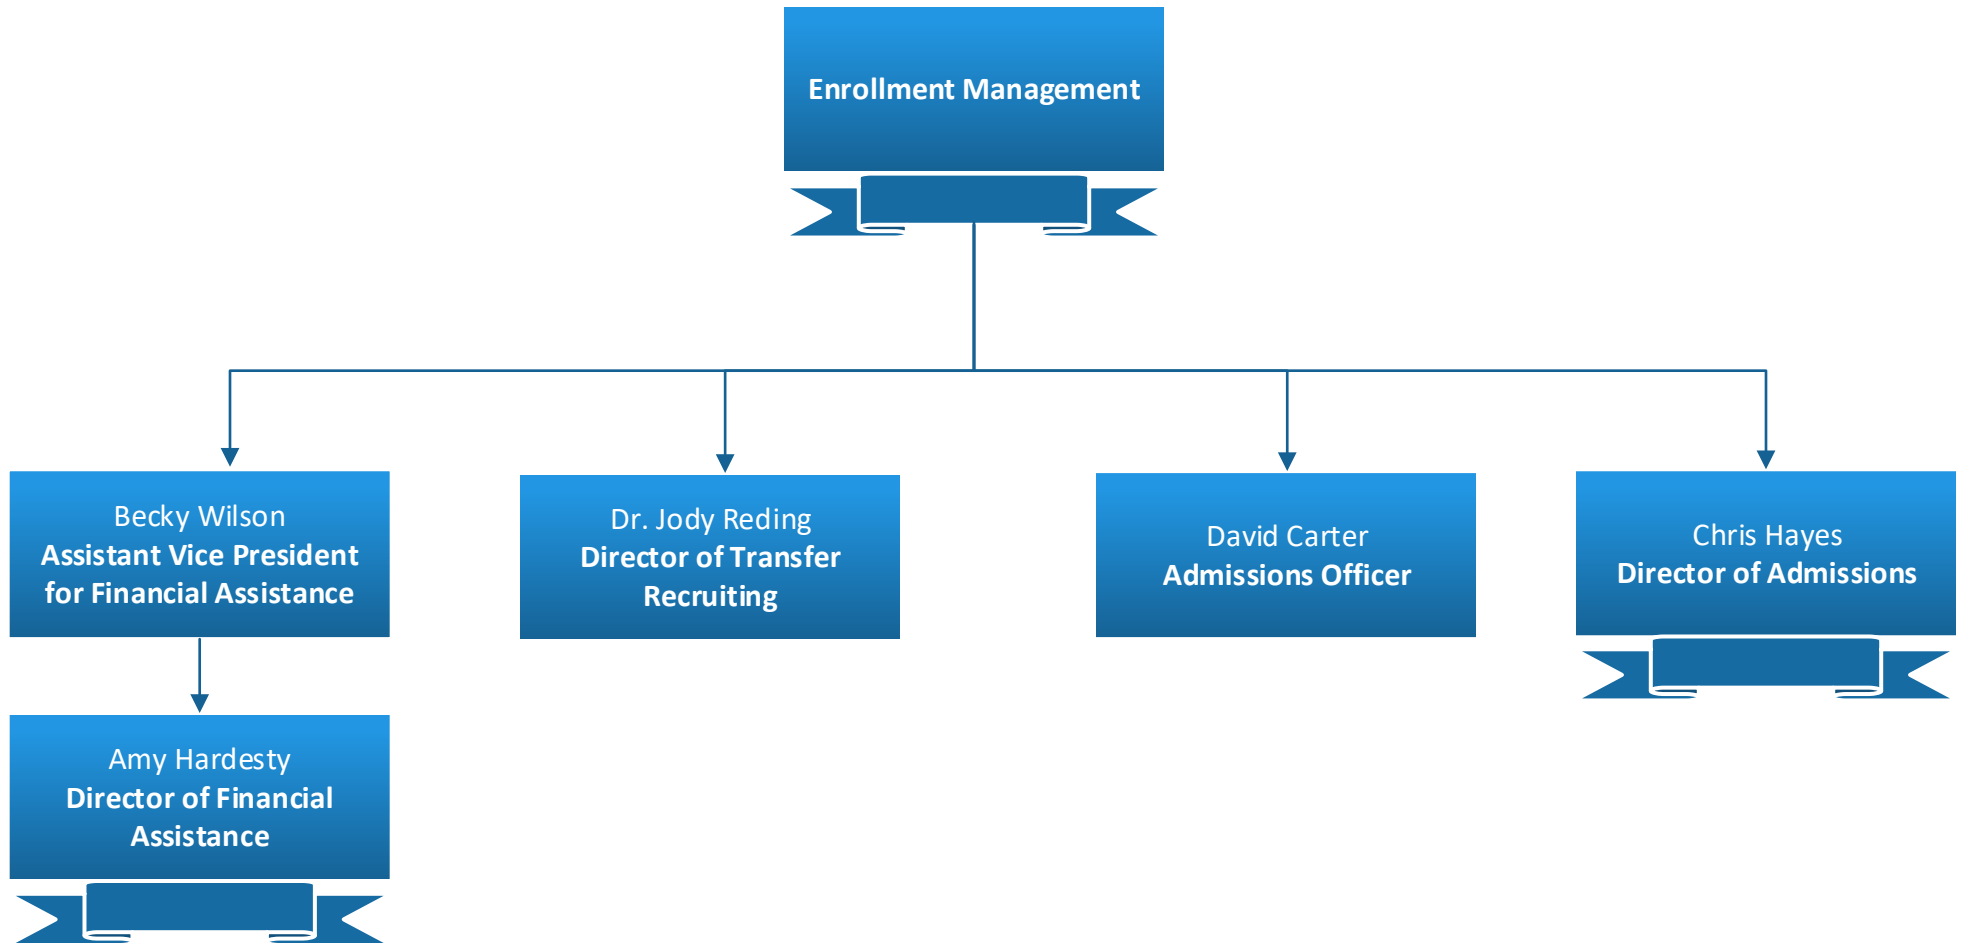 Enrollment Management
Becky Wilson
Assistant Vice President
for Financial Assistance
Dr. Jody Reding
Director of Transfer
Recruiting
David Carter
Admissions Officer
Chris Hayes
Director of Admissions
Amy Hardesty
Director of Financial
Assistance